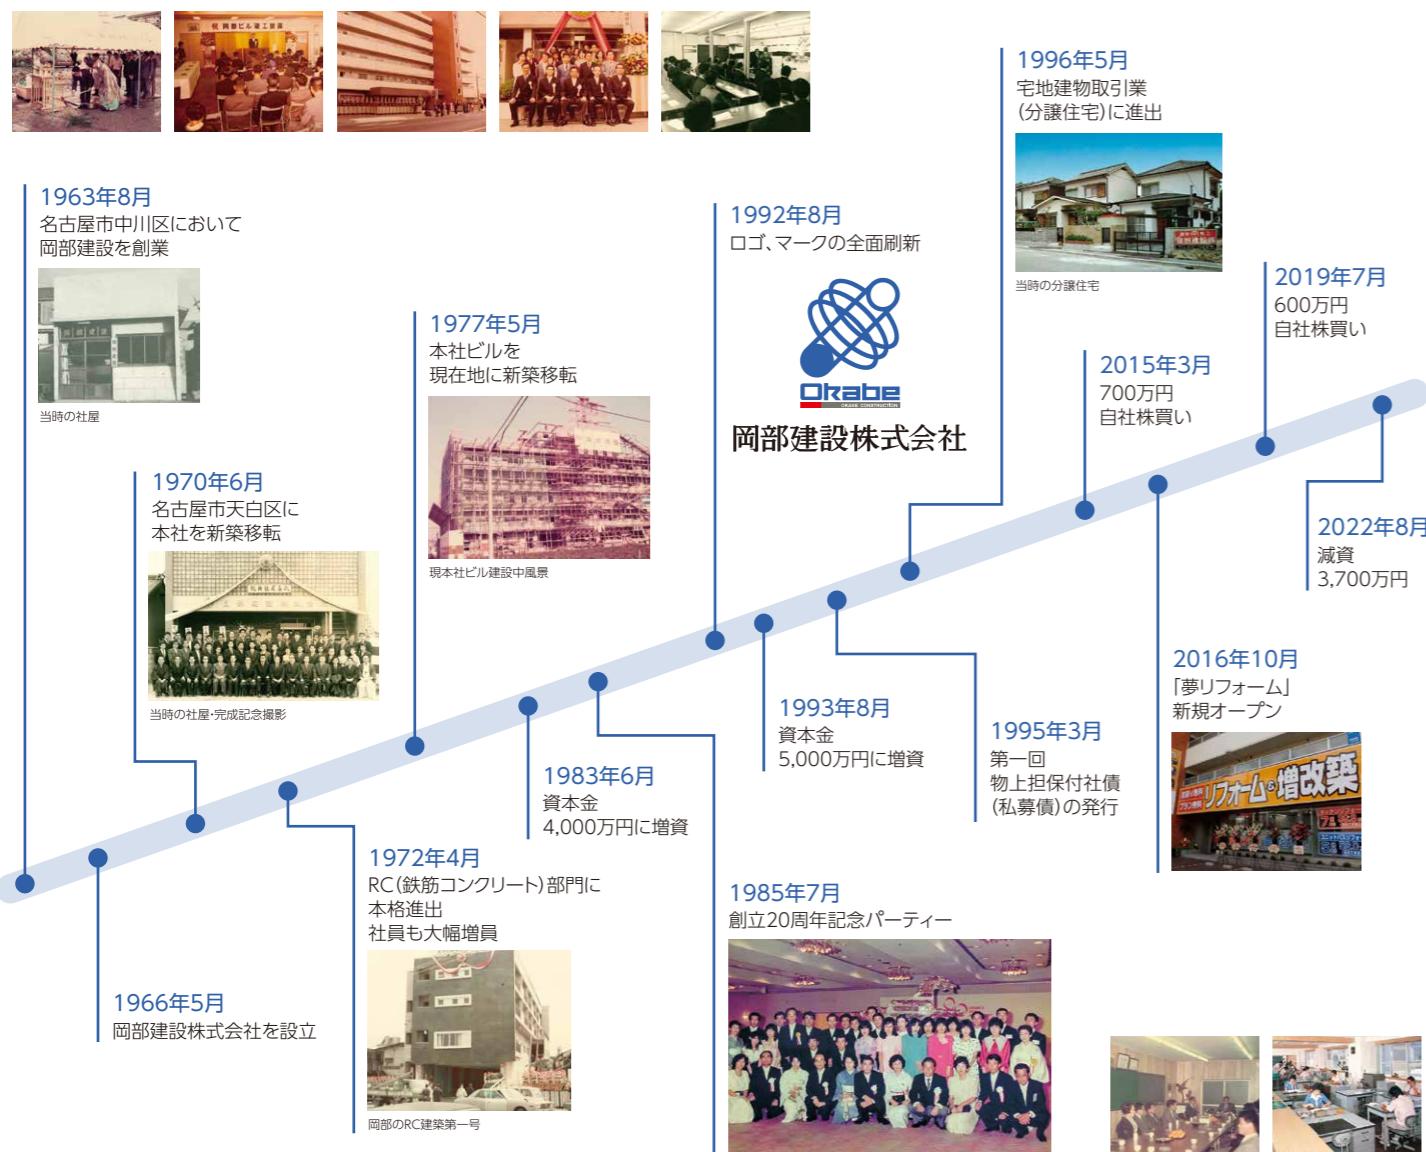 祝 岡部ビル竣工披露
1963年8月
名古屋市中川区において
岡部建設を創業
当時の社屋
1966年5月
岡部建設株式会社を設立
1970年6月
名古屋市天白区に
本社を新築移転
当時の社屋・完成記念撮影
1972年4月
RC(鉄筋コンクリート)部門に
本格進出
社員も大幅増員
岡部のRC建築第一号
1977年5月
本社ビルを
現在地に新築移転
現本社ビル建設中風景
1983年6月
資本金
4,000万円に増資
1985年7月
創立20周年記念パーティー
1992年8月
ロゴ、マークの全面刷新
Okabe
OKABE CONSTRUCTION
岡部建設株式会社
1993年8月
資本金
5,000万円に増資
1995年3月
第一回
物上担保付社債
(私募債)の発行
1996年5月
宅地建物取引業
(分譲住宅)に進出
当時の分譲住宅
2015年3月
700万円
自社株買い
2016年10月
「夢リフォーム」
新規オープン
リフォーム&増改築
2019年7月
600万円
自社株買い
2022年8月
減資
3,700万円